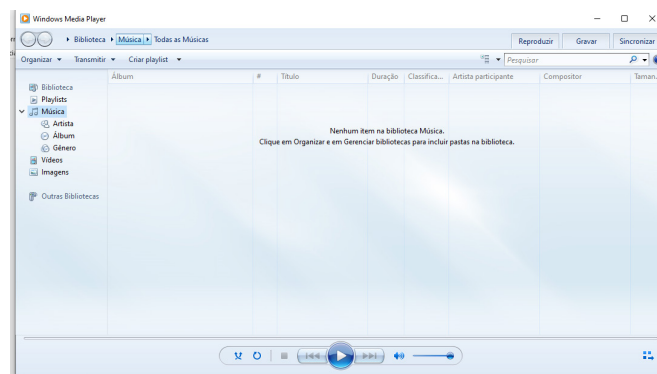 Windows Media Player
Biblioteca Música Todas as Músicas
Reproduzir Gravar Sincronizar
Organizar Transmitir Criar playlist
Pesquisar
Álbum # Título Duração Classifica... Artista participante Compositor Taman.
Biblioteca
Playlists
Música
Artista
Álbum
Gênero
Vídeos
Imagens
Outras Bibliotecas
Nenhum item na biblioteca Música.
Clique em Organizar e em Gerenciar bibliotecas para incluir pastas na biblioteca.